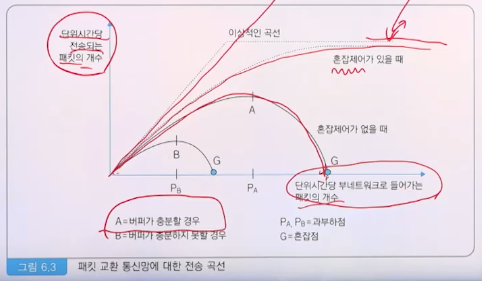 단위시간당
전송되는
패킷의 개수
이상적인 곡선
혼잡제어가 있을 때
A
혼잡제어가 없을 때
B
G
G
P_B
P_A
단위시간당 부네트워크로 들어가는
패킷의 개수
A=버퍼가 충분할 경우
B=버퍼가 충분하지 못할 경우
P_A, P_B=과부하점
G=혼잡점
그림 6.3 패킷 교환 통신망에 대한 전송 곡선